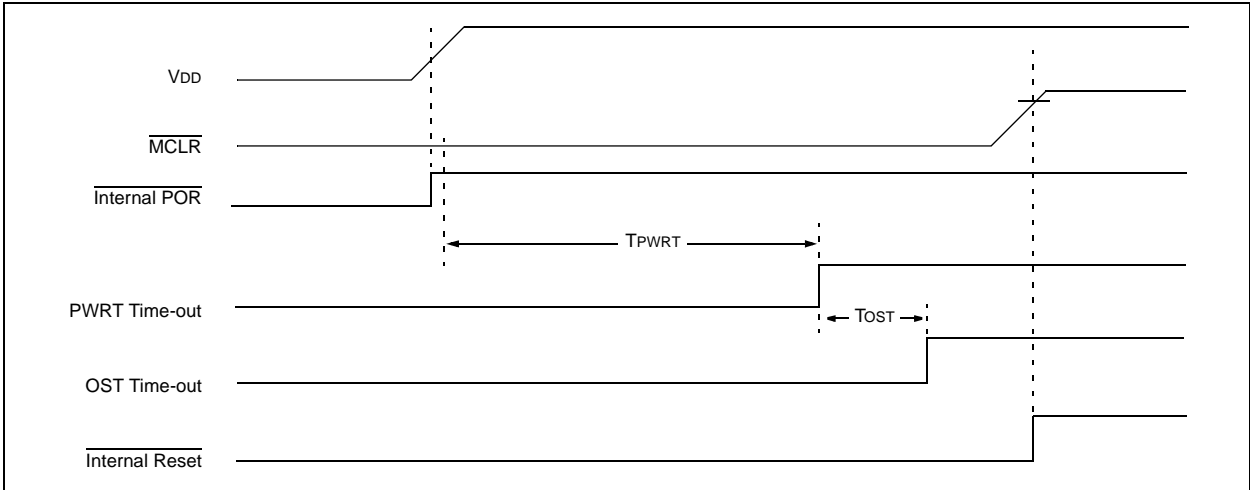 VDD
MCLR
Internal POR
TPWRT
PWRT Time-out
TOST
OST Time-out
Internal Reset